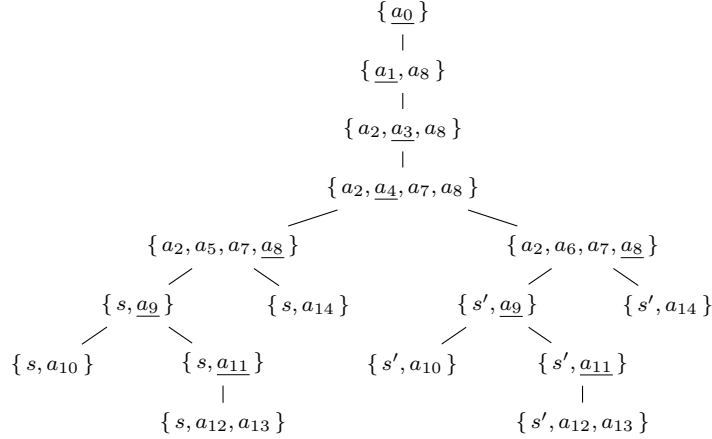 { a₀ }
{ a₁, a₈ }
{ a₂, a₃, a₈ }
{ a₂, a₄, a₇, a₈ }
{ a₂, a₅, a₇, a₈ } { a₂, a₆, a₇, a₈ }
{ s, a₉ } { s, a₁₄ } { s′, a₉ } { s′, a₁₄ }
{ s, a₁₀ } { s, a₁₁ } { s′, a₁₀ } { s′, a₁₁ }
{ s, a₁₂, a₁₃ } { s′, a₁₂, a₁₃ }